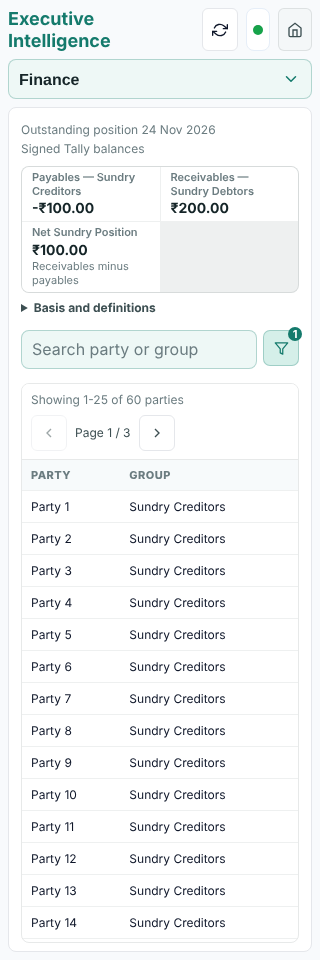 Executive
Intelligence
Finance
Outstanding position 24 Nov 2026
Signed Tally balances
Payables — Sundry
Creditors
-₹100.00
Receivables —
Sundry Debtors
₹200.00
Net Sundry Position
₹100.00
Receivables minus
payables
Basis and definitions
Search party or group
1
Showing 1-25 of 60 parties
Page 1 / 3
PARTY GROUP
Party 1 Sundry Creditors
Party 2 Sundry Creditors
Party 3 Sundry Creditors
Party 4 Sundry Creditors
Party 5 Sundry Creditors
Party 6 Sundry Creditors
Party 7 Sundry Creditors
Party 8 Sundry Creditors
Party 9 Sundry Creditors
Party 10 Sundry Creditors
Party 11 Sundry Creditors
Party 12 Sundry Creditors
Party 13 Sundry Creditors
Party 14 Sundry Creditors